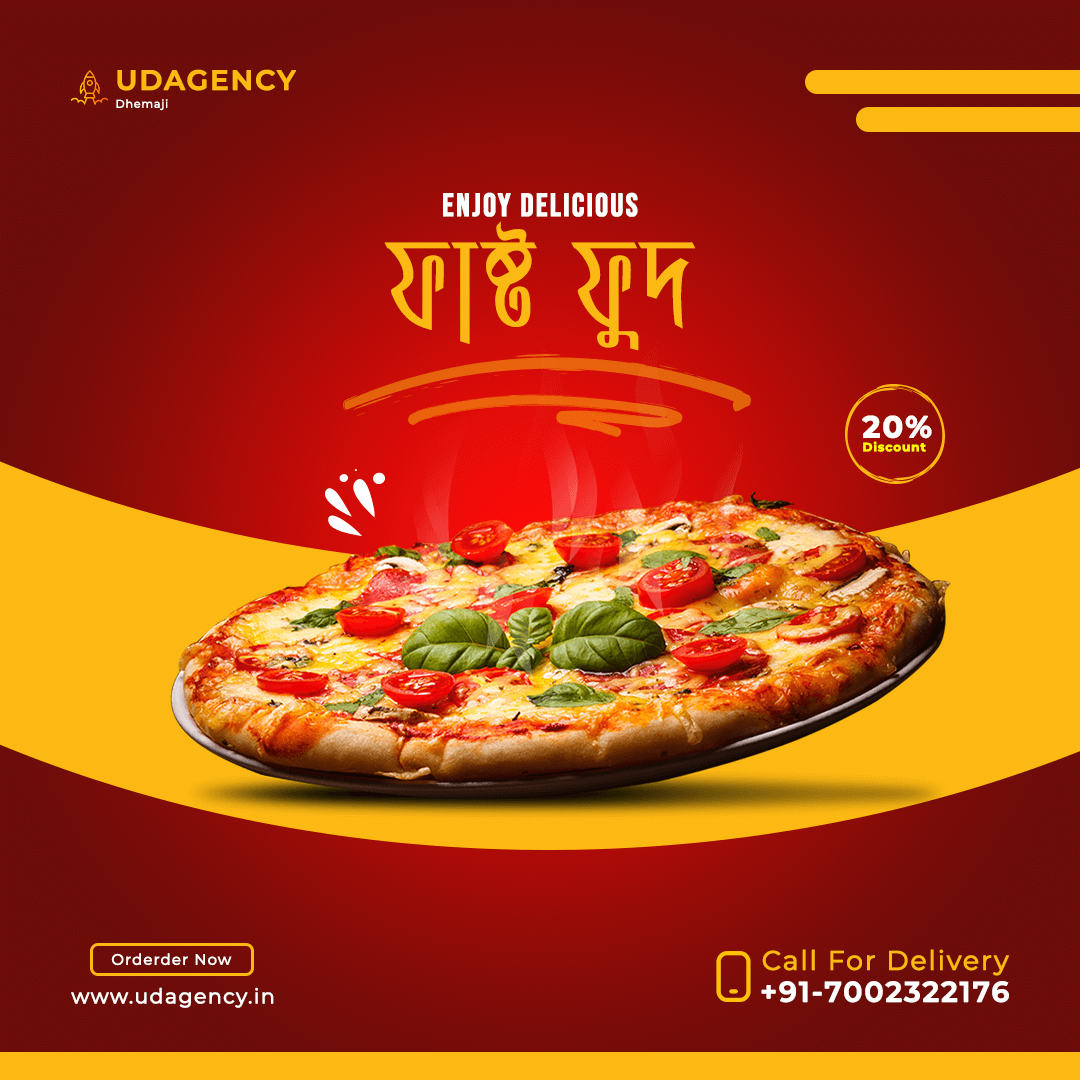 UDAGENCY
Dhemaji
ENJOY DELICIOUS
ফাষ্ট ফুদ
20%
Discount
Orderder Now
www.udagency.in
Call For Delivery
+91-7002322176